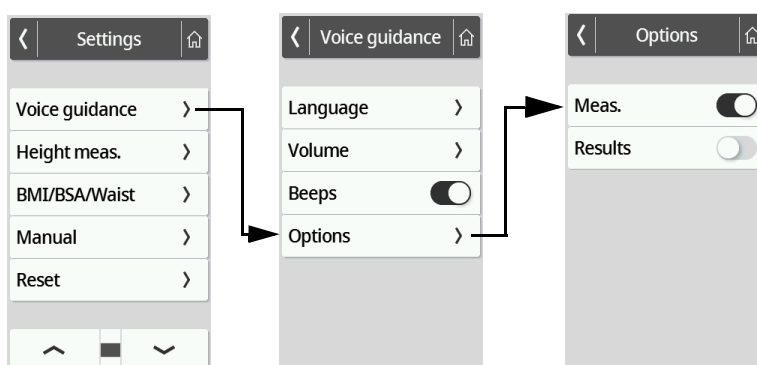 Settings
Voice guidance
Height meas.
BMI/BSA/Waist
Manual
Reset
Voice guidance
Language
Volume
Beeps
Options
Options
Meas.
Results